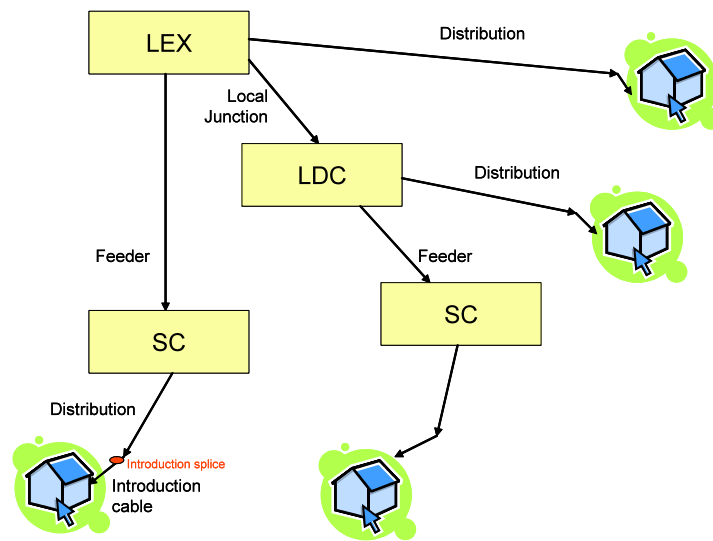 LEX
Distribution
Local
Junction
LDC
Distribution
Feeder
Feeder
SC
SC
Distribution
Introduction splice
Introduction
cable